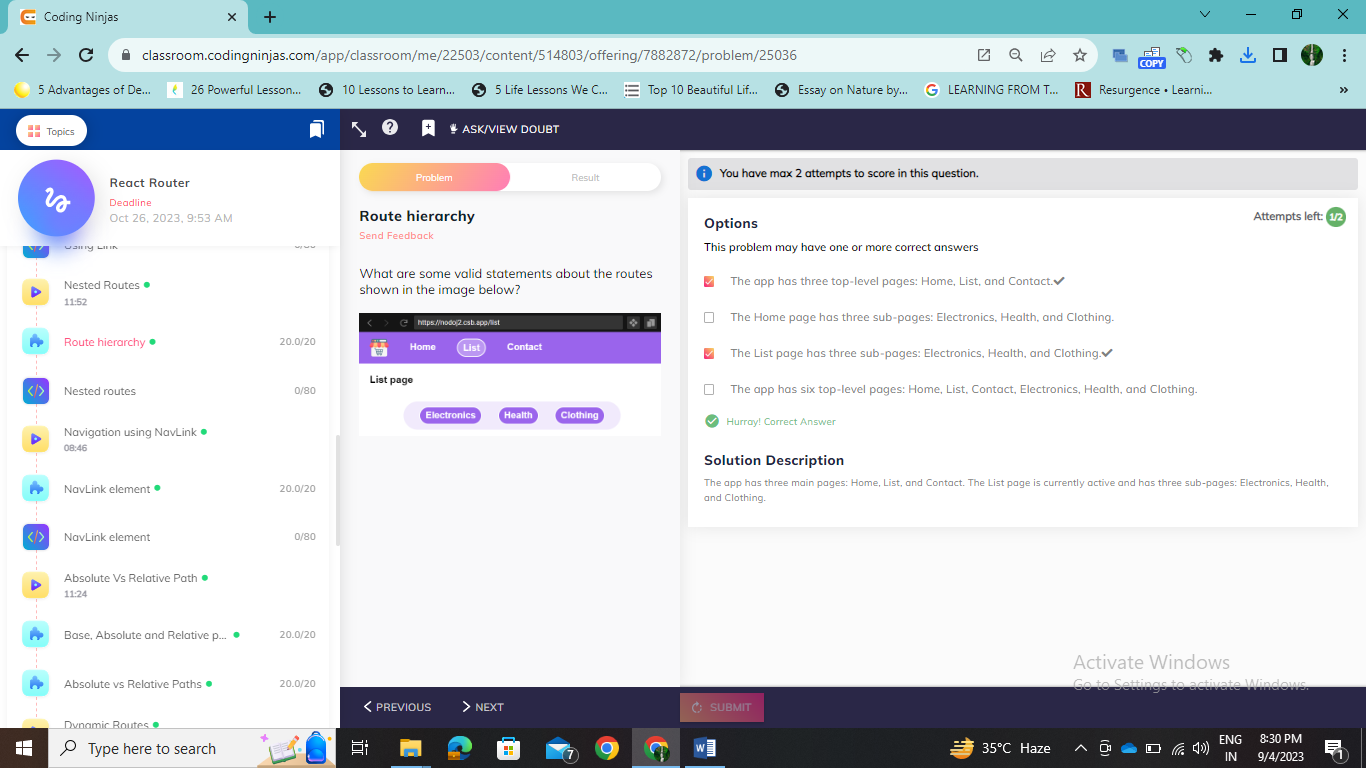 Coding Ninjas
classroom.codingninjas.com/app/classroom/me/22503/content/514803/offering/7882872/problem/25036
COPY
5 Advantages of De...
26 Powerful Lesson...
10 Lessons to Learn...
5 Life Lessons We C...
Top 10 Beautiful Lif...
Essay on Nature by...
LEARNING FROM T...
Resurgence • Learni...
Topics
ASK/VIEW DOUBT
React Router
Deadline
Oct 26, 2023, 9:53 AM
Using Link
0/80
Nested Routes
11:52
Route hierarchy
20.0/20
Nested routes
0/80
Navigation using NavLink
08:46
NavLink element
20.0/20
NavLink element
0/80
Absolute Vs Relative Path
11:24
Base, Absolute and Relative p...
20.0/20
Absolute vs Relative Paths
20.0/20
Dynamic Routes
Problem
Result
Route hierarchy
Send Feedback
What are some valid statements about the routes
shown in the image below?
https://nodoj2.csb.app/list
Home
List
Contact
List page
Electronics
Health
Clothing
PREVIOUS
NEXT
You have max 2 attempts to score in this question.
Options
Attempts left: 1/2
This problem may have one or more correct answers
The app has three top-level pages: Home, List, and Contact.
The Home page has three sub-pages: Electronics, Health, and Clothing.
The List page has three sub-pages: Electronics, Health, and Clothing.
The app has six top-level pages: Home, List, Contact, Electronics, Health, and Clothing.
Hurray! Correct Answer
Solution Description
The app has three main pages: Home, List, and Contact. The List page is currently active and has three sub-pages: Electronics, Health,
and Clothing.
Activate Windows
Go to Settings to activate Windows.
SUBMIT
Type here to search
7
35°C Haze
ENG
IN
8:30 PM
9/4/2023
1